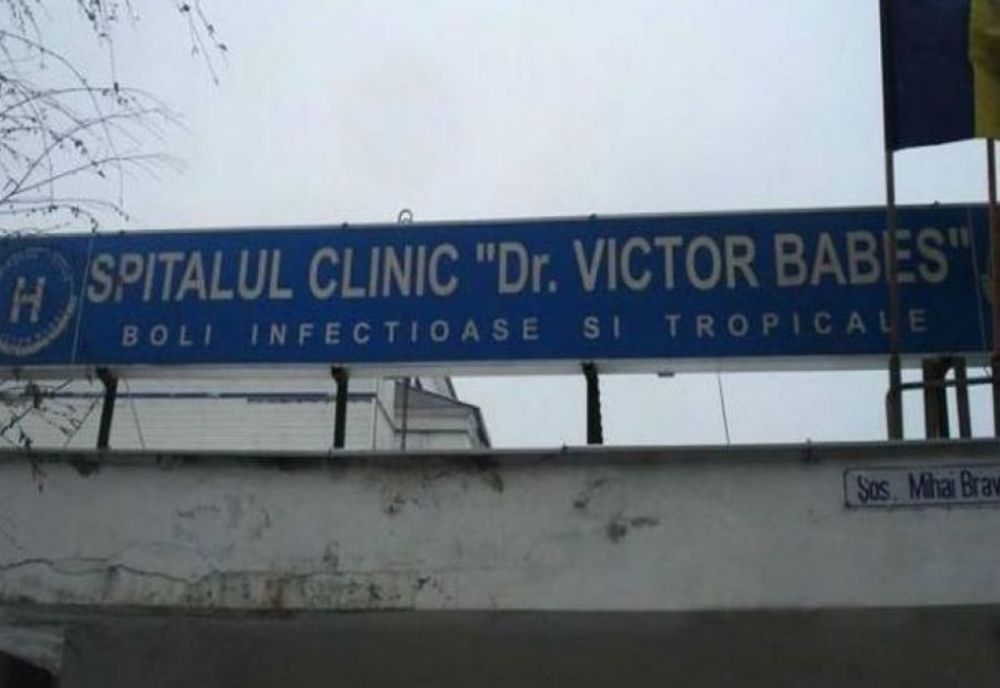 H
SPITALUL CLINIC "Dr. VICTOR BABES"
BOLI INFECTIOASE SI TROPICALE
Şos. Mihai Brav